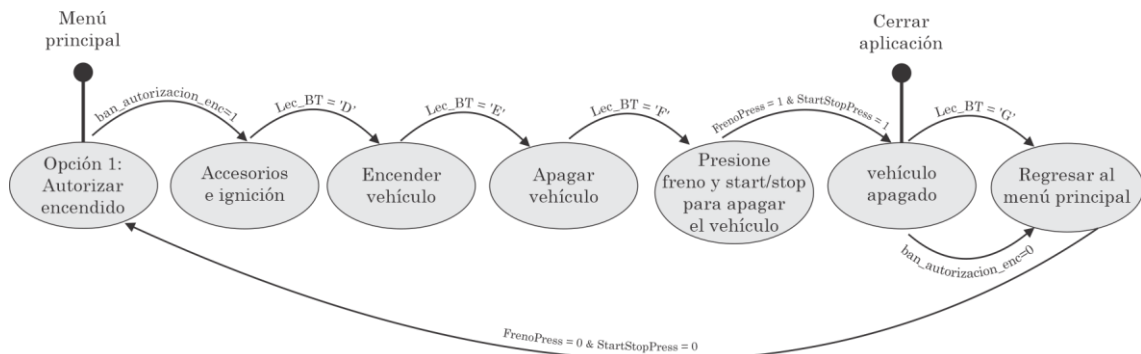 Menú
principal
Cerrar
aplicación
ban_autorizacion_enc=1
Lec_BT = 'D'
Lec_BT = 'E'
Lec_BT = 'F'
FrenoPress = 1 & StartStopPress = 1
Lec_BT = 'G'
Opción 1:
Autorizar
encendido
Accesorios
e ignición
Encender
vehículo
Apagar
vehículo
Presione
freno y start/stop
para apagar
el vehículo
vehículo
apagado
Regresar al
menú principal
ban_autorizacion_enc=0
FrenoPress = 0 & StartStopPress = 0